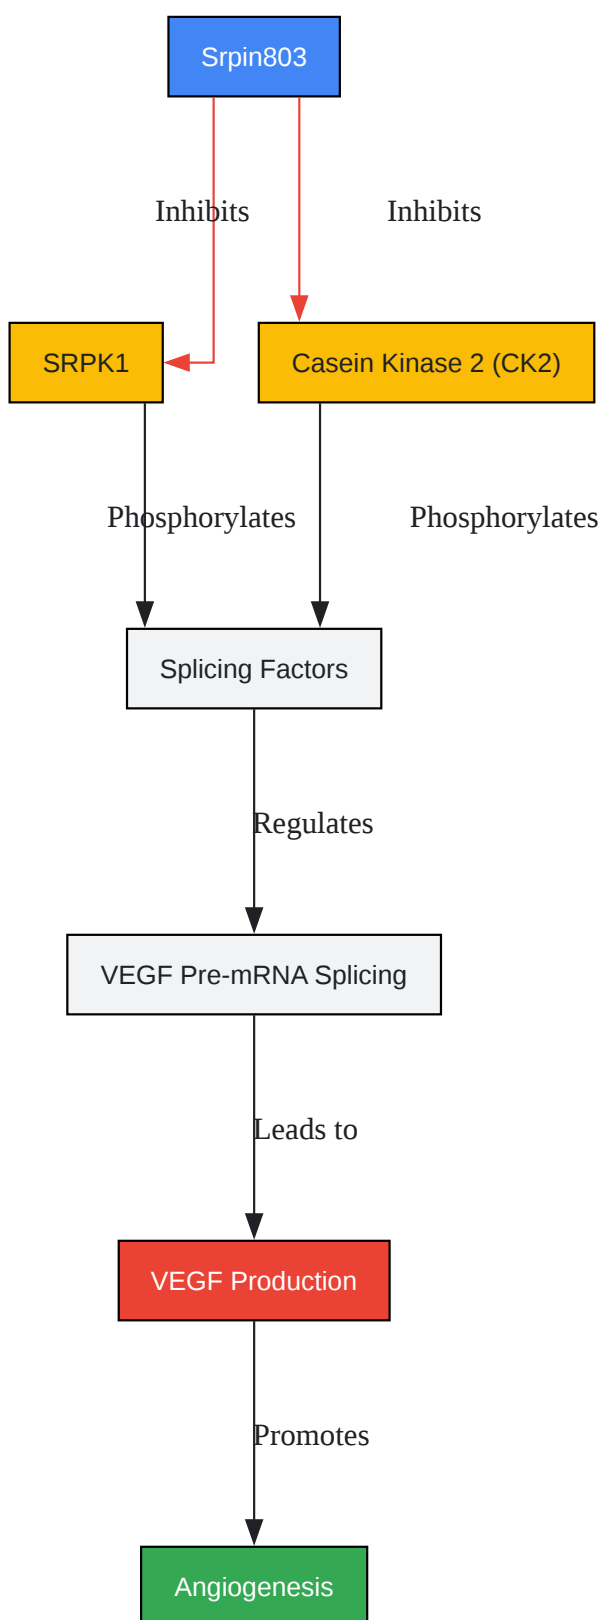 Srpin803
Inhibits
Inhibits
SRPK1
Casein Kinase 2 (CK2)
Phosphorylates
Phosphorylates
Splicing Factors
Regulates
VEGF Pre-mRNA Splicing
Leads to
VEGF Production
Promotes
Angiogenesis